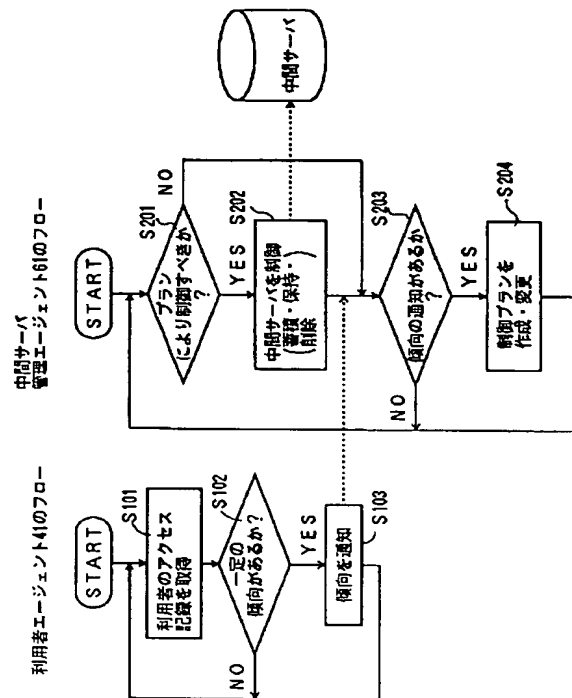 利用者エージェント41のフロー
START
S101
利用者のアクセス
記録を取得
S102
一定の
傾向があるか?
NO
YES
S103
傾向を通知
中間サーバ
管理エージェント61のフロー
START
S201
プラン
により制御すべきか
?
NO
YES
S202
中間サーバを制御
(蓄積・保持・
削除
中間サーバ
S203
傾向の通知があるか
?
NO
YES
S204
制御プランを
作成・変更